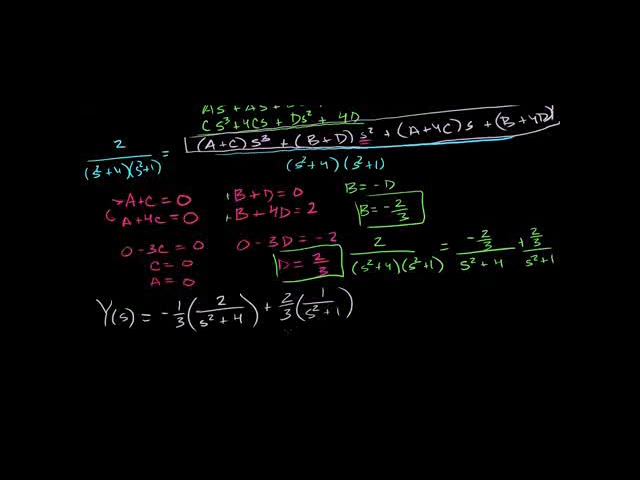 Cs³+4Cs + Ds² + 4D
2/((s²+4)(s²+1)) = (A+C)s³ + (B+D)s² + (A+4C)s + (B+4D)
(s²+4)(s²+1)
A+C=0
A+4C=0
+B+D=0
+B+4D=2
B=-D
B=-2/3
0-3C=0
C=0
A=0
0-3D=-2
D=2/3
2/((s²+4)(s²+1)) = (-2/3)/(s²+4) + (2/3)/(s²+1)
Y(s) = -1/3(2/(s²+4)) + 2/3(1/(s²+1))